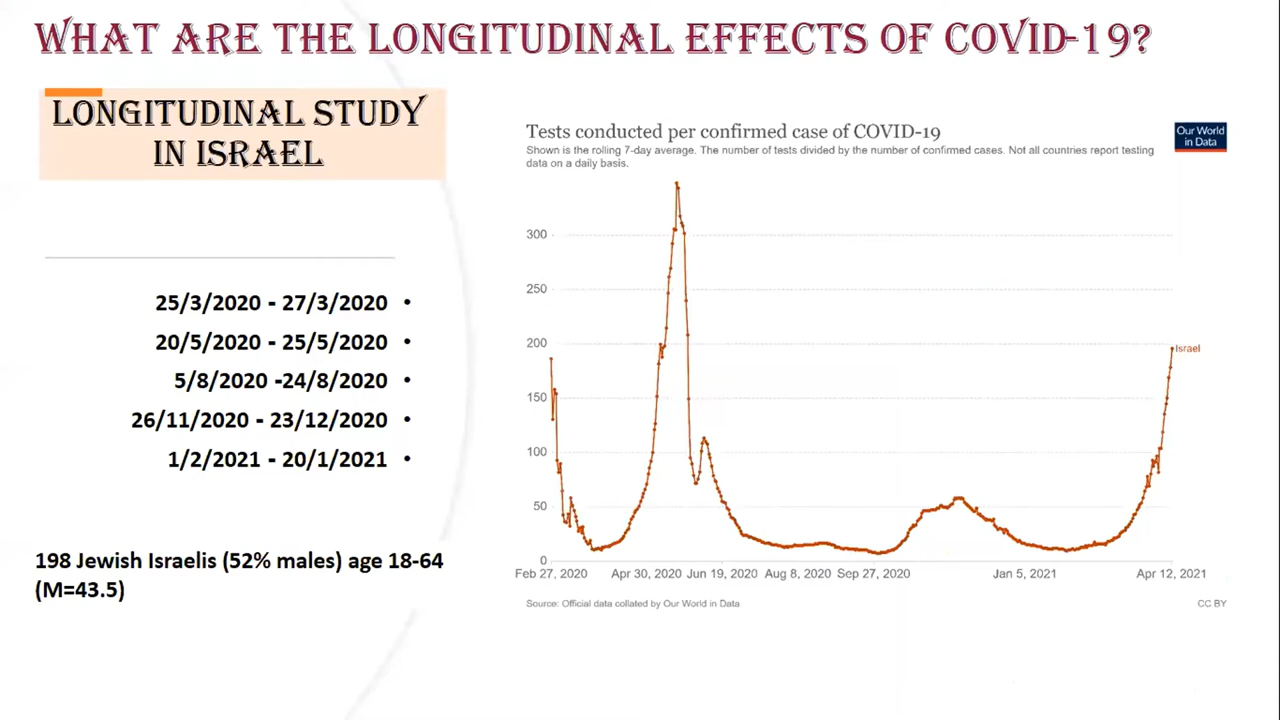 WHAT ARE THE LONGITUDINAL EFFECTS OF COVID-19?
LONGITUDINAL STUDY
IN ISRAEL
25/3/2020 - 27/3/2020 •
20/5/2020 - 25/5/2020 •
5/8/2020 -24/8/2020 •
26/11/2020 - 23/12/2020 •
1/2/2021 - 20/1/2021 •
198 Jewish Israelis (52% males) age 18-64
(M=43.5)
Tests conducted per confirmed case of COVID-19
Shown is the rolling 7-day average. The number of tests divided by the number of confirmed cases. Not all countries report testing
data on a daily basis.
Our World
in Data
300
250
200
150
100
50
0
Israel
Feb 27, 2020 Apr 30, 2020 Jun 19, 2020 Aug 8, 2020 Sep 27, 2020 Jan 5, 2021 Apr 12, 2021
Source: Official data collated by Our World in Data CC BY